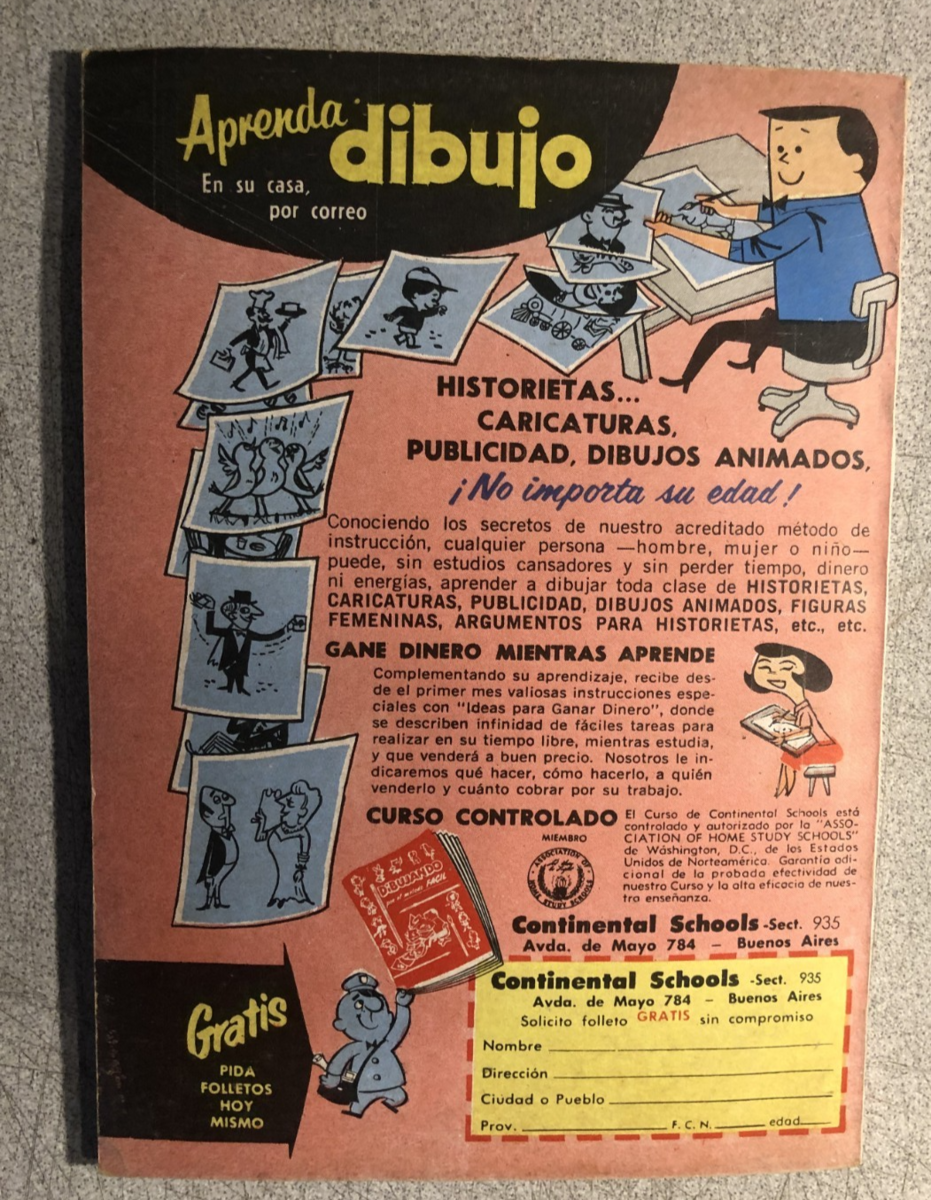 Aprenda dibujo
En su casa,
por correo
HISTORIETAS...
CARICATURAS,
PUBLICIDAD, DIBUJOS ANIMADOS,
¡No importa su edad!
Conociendo los secretos de nuestro acreditado método de
instrucción, cualquier persona —hombre, mujer o niño—
puede, sin estudios cansadores y sin perder tiempo, dinero
ni energías, aprender a dibujar toda clase de HISTORIETAS,
CARICATURAS, PUBLICIDAD, DIBUJOS ANIMADOS, FIGURAS
FEMENINAS, ARGUMENTOS PARA HISTORIETAS, etc., etc.
GANE DINERO MIENTRAS APRENDE
Complementando su aprendizaje, recibe des-
de el primer mes valiosas instrucciones espe-
ciales con "Ideas para Ganar Dinero", donde
se describen infinidad de fáciles tareas para
realizar en su tiempo libre, mientras estudia,
y que venderá a buen precio. Nosotros le in-
dicaremos qué hacer, cómo hacerlo, a quién
venderlo y cuánto cobrar por su trabajo.
CURSO CONTROLADO
MIEMBRO
ASSOCIATION OF HOME STUDY SCHOOLS
El Curso de Continental Schools está
controlado y autorizado por la "ASSO-
CIATION OF HOME STUDY SCHOOLS"
de Wáshington, D.C., de los Estados
Unidos de Norteamérica. Garantía adi-
cional de la probada efectividad de
nuestro Curso y la alta eficacia de nues-
tra enseñanza.
DIBUJANDO
FACIL
Continental Schools -Sect. 935
Avda. de Mayo 784 — Buenos Aires
Gratis
PIDA
FOLLETOS
HOY
MISMO
Continental Schools -Sect. 935
Avda. de Mayo 784 — Buenos Aires
Solicito folleto GRATIS sin compromiso
Nombre
Dirección
Ciudad o Pueblo
Prov. F. C. N. edad